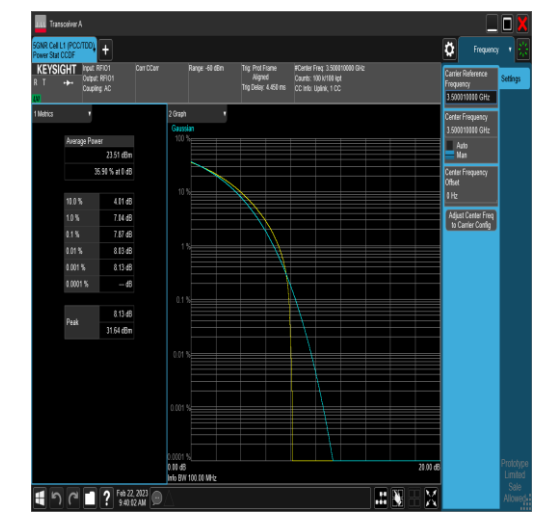 Transceiver A
5GNR Cell L1 (PCC/TDD)
Power Stat CCDF
Frequency
KEYSIGHT
R T
Input: RFIO1
Output: RFIO1
Coupling: AC
Corr CCorr
Range: -60 dBm
Trig: Prd Frame
Aligned
Trig Delay: 4.450 ms
#Center Freq: 3.500010000 GHz
Counts: 100 k/100 kpt
CC Info: Uplink, 1 CC
1 Metrics
Average Power
23.51 dBm
35.90 % at 0 dB
10.0 % 4.01 dB
1.0 % 7.04 dB
0.1 % 7.87 dB
0.01 % 8.03 dB
0.001 % 8.13 dB
0.0001 % --- dB
Peak
8.13 dB
31.64 dBm
2 Graph
Gaussian
100 %
10 %
1 %
0.1 %
0.01 %
0.001 %
0.0001 %
0.00 dB
20.00 dB
Info BW 100.00 MHz
Carrier Reference
Frequency
3.500010000 GHz
Center Frequency
3.500010000 GHz
Auto
Man
Center Frequency
Offset
0 Hz
Adjust Center Freq
to Carrier Config
Settings
Prototype
Limited
Sale
Allowed
Feb 22, 2023
9:40:02 AM